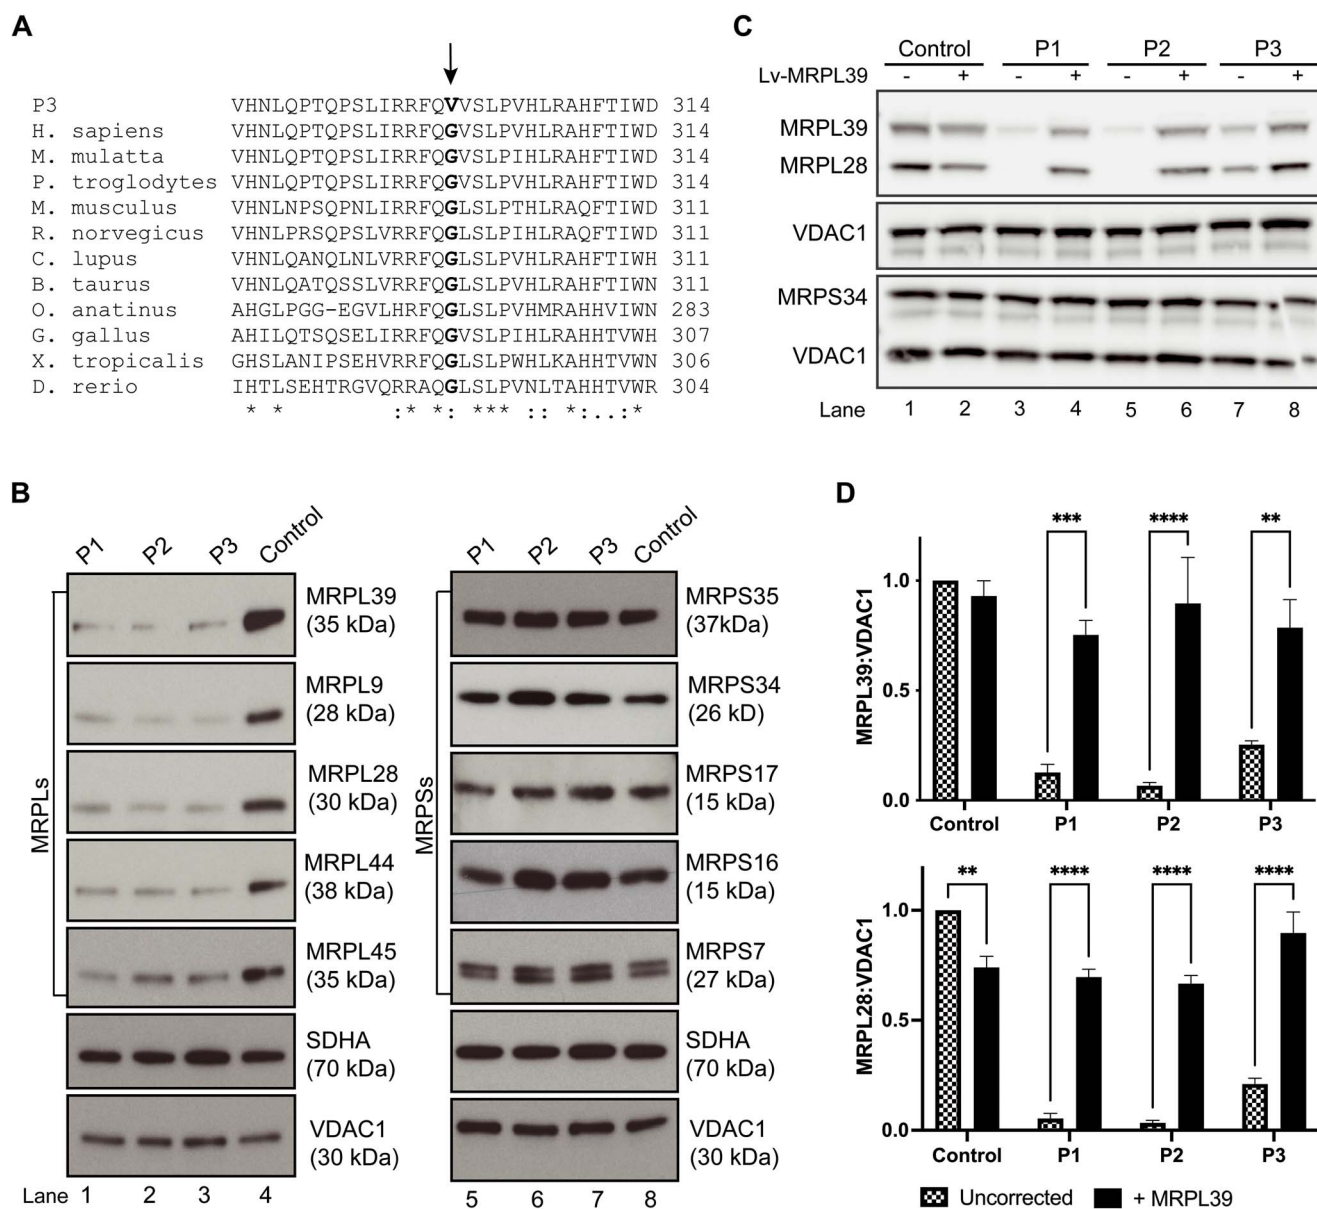 A
P3 VHNLQPTQPSLIRRFQVVSLPVHLRAHFTIWD 314
H. sapiens VHNLQPTQPSLIRRFQGVSLPVHLRAHFTIWD 314
M. mulatta VHNLQPTQPSLIRRFQGVSLPIHLRAHFTIWD 314
P. troglodytes VHNLQPTQPSLIRRFQGVSLPVHLRAHFTIWD 314
M. musculus VHNLNPSQPNLIRRFQGLSLPTHLRAQFTIWD 311
R. norvegicus VHNLPRSQPSLVRRFQGLSLPTHLRAQFTIWD 311
C. lupus VHNLQANQLNLVRRFQGLSLPVHLRAHFTIWH 311
B. taurus VHNLQATQSSLVRRFQGLSLPVHLRAHFTIWN 311
O. anatinus AHGLPGG-EGVLHRFQGLSLPVHMRAHHVIWN 283
G. gallus AHILQTSQSELIRRFQGVSLPIHLRAHHTVWH 307
X. tropicalis GHSLANIPSEHVRRFQGLSLPWHLKAHHTVWN 306
D. rerio IHTLSEHTRGVQRRAQGLSLPVNLTAHHTVWR 304
* * :* *: *** :: *:..:*
B
P1 P2 P3 Control
MRPLs
MRPL39
(35 kDa)
MRPL9
(28 kDa)
MRPL28
(30 kDa)
MRPL44
(38 kDa)
MRPL45
(35 kDa)
SDHA
(70 kDa)
VDAC1
(30 kDa)
Lane 1 2 3 4
P1 P2 P3 Control
MRPSs
MRPS35
(37kDa)
MRPS34
(26 kD)
MRPS17
(15 kDa)
MRPS16
(15 kDa)
MRPS7
(27 kDa)
SDHA
(70 kDa)
VDAC1
(30 kDa)
5 6 7 8
C
Control P1 P2 P3
Lv-MRPL39 - + - + - + - +
MRPL39
MRPL28
VDAC1
MRPS34
VDAC1
Lane 1 2 3 4 5 6 7 8
D
*** **** **
MRPL39:VDAC1
1.0
0.5
0.0
Control P1 P2 P3
** **** **** ****
MRPL28:VDAC1
1.0
0.5
0.0
Control P1 P2 P3
Uncorrected + MRPL39